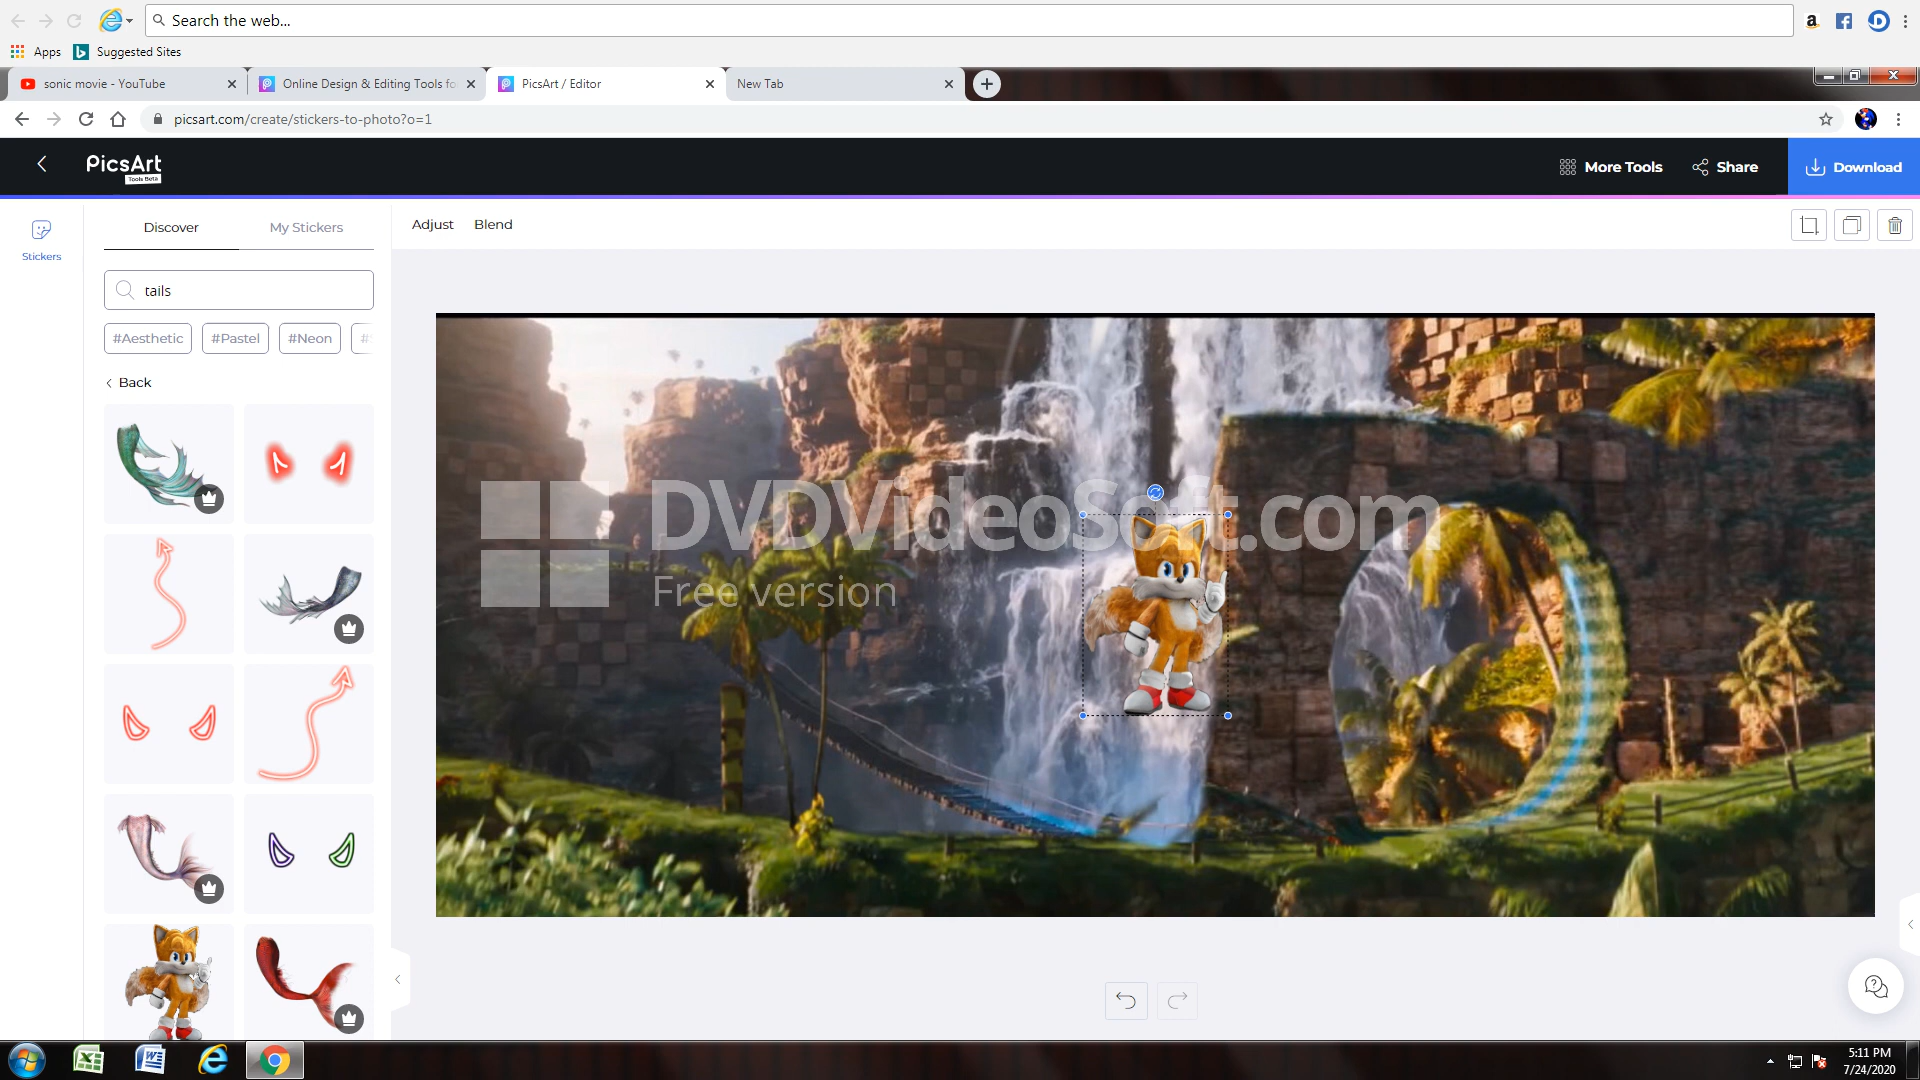 Search the web...
Apps
Suggested Sites
sonic movie - YouTube
Online Design & Editing Tools fo
PicsArt / Editor
New Tab
picsart.com/create/stickers-to-photo?o=1
PicsArt
Tools Beta
More Tools
Share
Download
Stickers
Discover
My Stickers
Adjust
Blend
tails
#Aesthetic
#Pastel
#Neon
Back
DVDVideoSoft.com
Free version
5:11 PM
7/24/2020